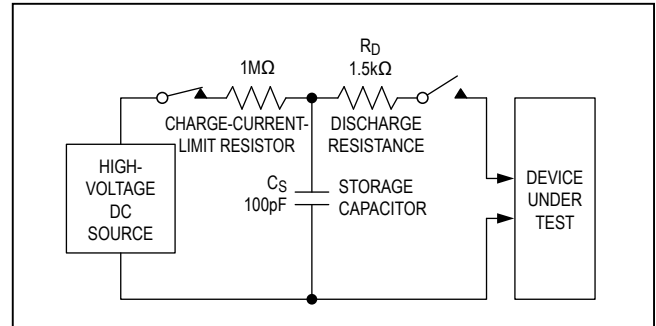 R_D
1MΩ
1.5kΩ
CHARGE-CURRENT-
LIMIT RESISTOR
DISCHARGE
RESISTANCE
HIGH-
VOLTAGE
DC
SOURCE
C_S
100pF
STORAGE
CAPACITOR
DEVICE
UNDER
TEST